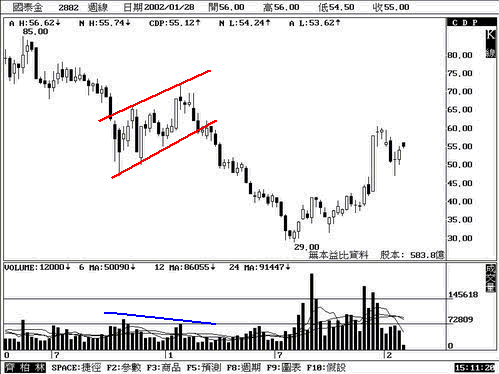 國泰金 2882 週線 日期2002/01/28 開56.00 高56.00 低54.50 收55.00
A H:56.62↓ N H:55.74↓ CDP:55.12↑ N L:54.24↑ A L:53.62↑ CDP
85.00
K線
80.00
75.00
70.00
65.00
60.00
55.00
50.00
45.00
40.00
35.00
30.00
29.00
無本益比資料 股本: 583.8億
VOLUME:12000↓ 6 MA:50090↓ 12 MA:86055↓ 24 MA:91447↓
成交量
145618
72809
0
0 7 1 7 2
齊柏林 SPACE:捷徑 F2:參數 F3:商品 F5:預測 F8:週期 F9:圖表 F10:假設 15:11:28